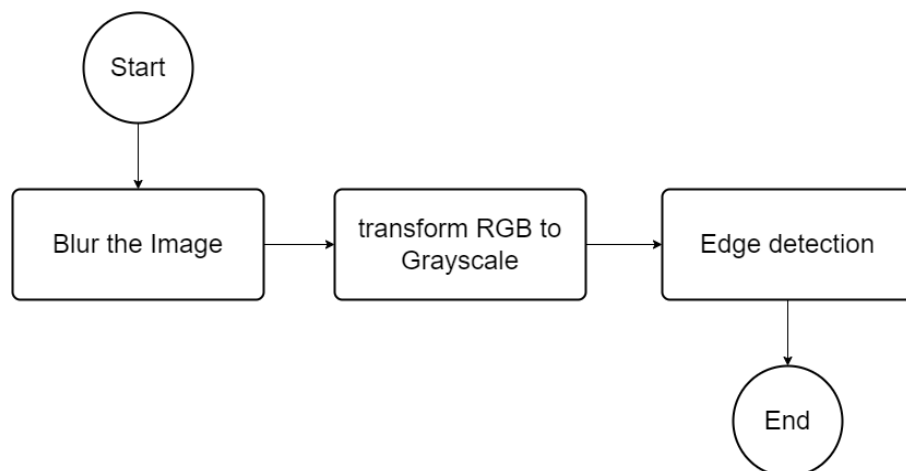 Start
Blur the Image
transform RGB to
Grayscale
Edge detection
End